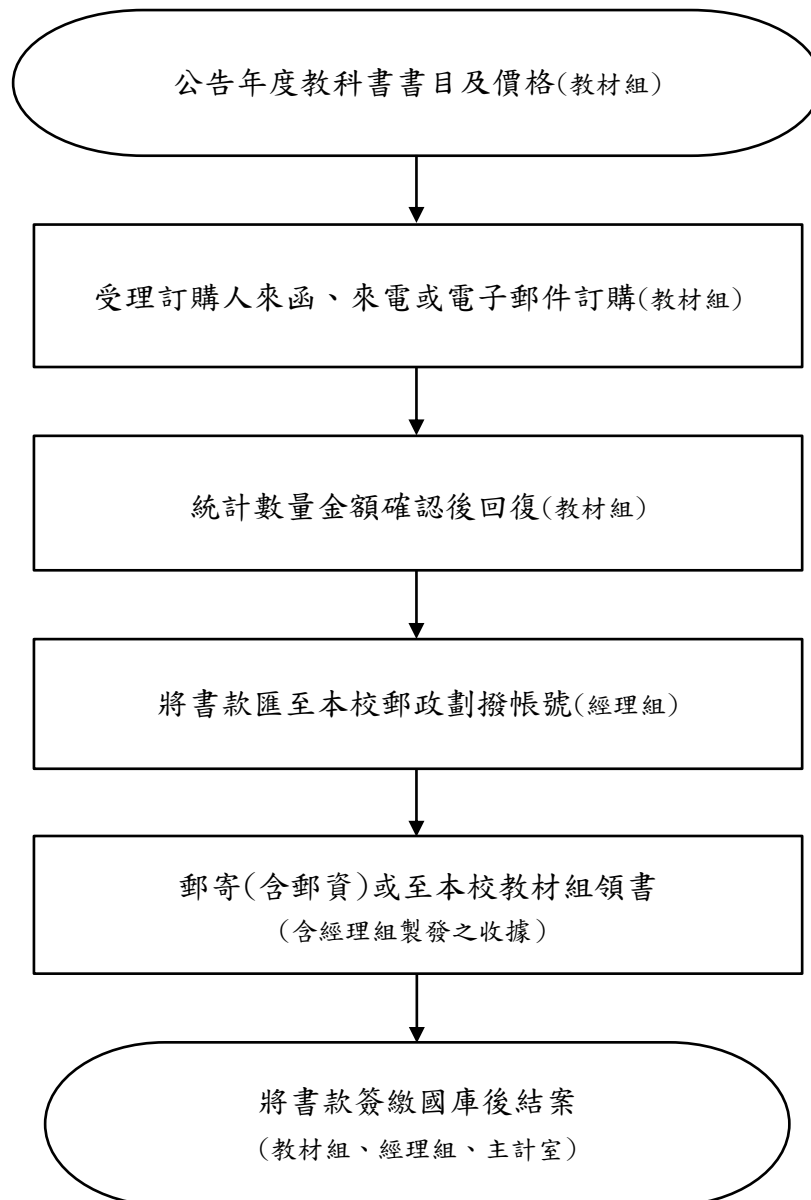 公告年度教科書書目及價格(教材組)
受理訂購人來函、來電或電子郵件訂購(教材組)
統計數量金額確認後回復(教材組)
將書款匯至本校郵政劃撥帳號(經理組)
郵寄(含郵資)或至本校教材組領書
(含經理組製發之收據)
將書款簽繳國庫後結案
(教材組、經理組、主計室)